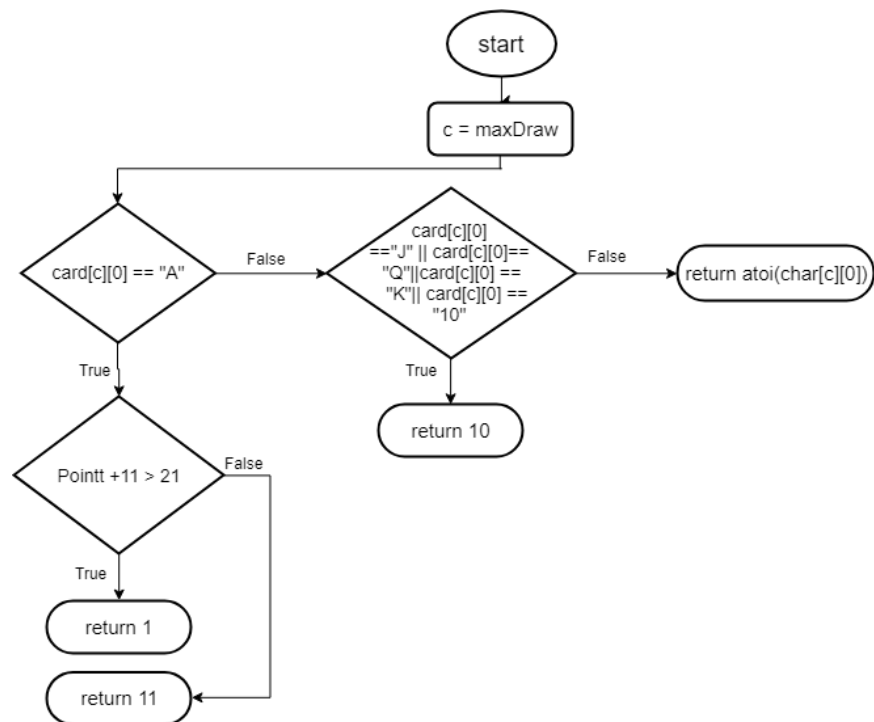 start
c = maxDraw
card[c][0] == "A"
False
card[c][0]
=="J" || card[c][0]==
"Q"||card[c][0] ==
"K"|| card[c][0] ==
"10"
False
return atoi(char[c][0])
True
True
return 10
Pointt +11 > 21
False
True
return 1
return 11